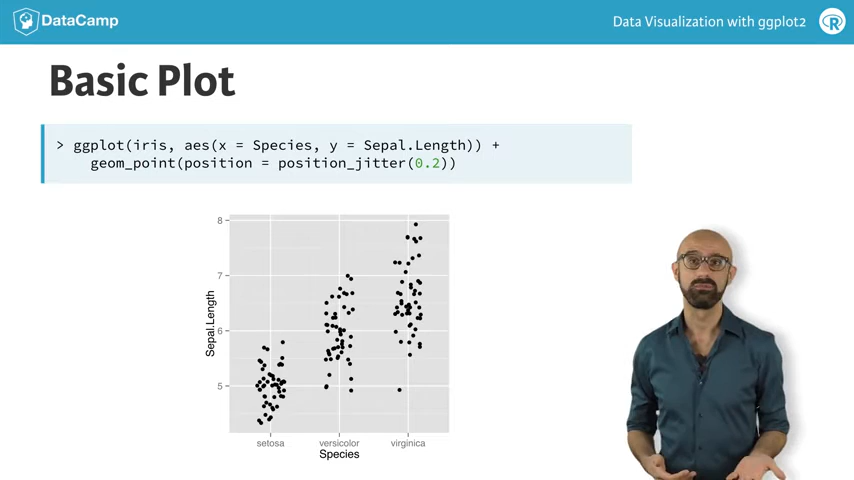 DataCamp
Data Visualization with ggplot2
R
Basic Plot
> ggplot(iris, aes(x = Species, y = Sepal.Length)) +
geom_point(position = position_jitter(0.2))
8
7
6
5
Sepal.Length
setosa versicolor virginica
Species